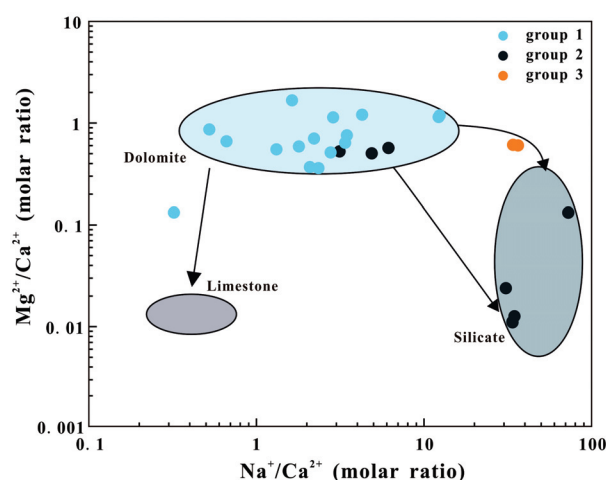 10
1
0.1
0.01
0.001
0.1
1
10
100
Mg²⁺/Ca²⁺ (molar ratio)
Na⁺/Ca²⁺ (molar ratio)
group 1
group 2
group 3
Dolomite
Limestone
Silicate